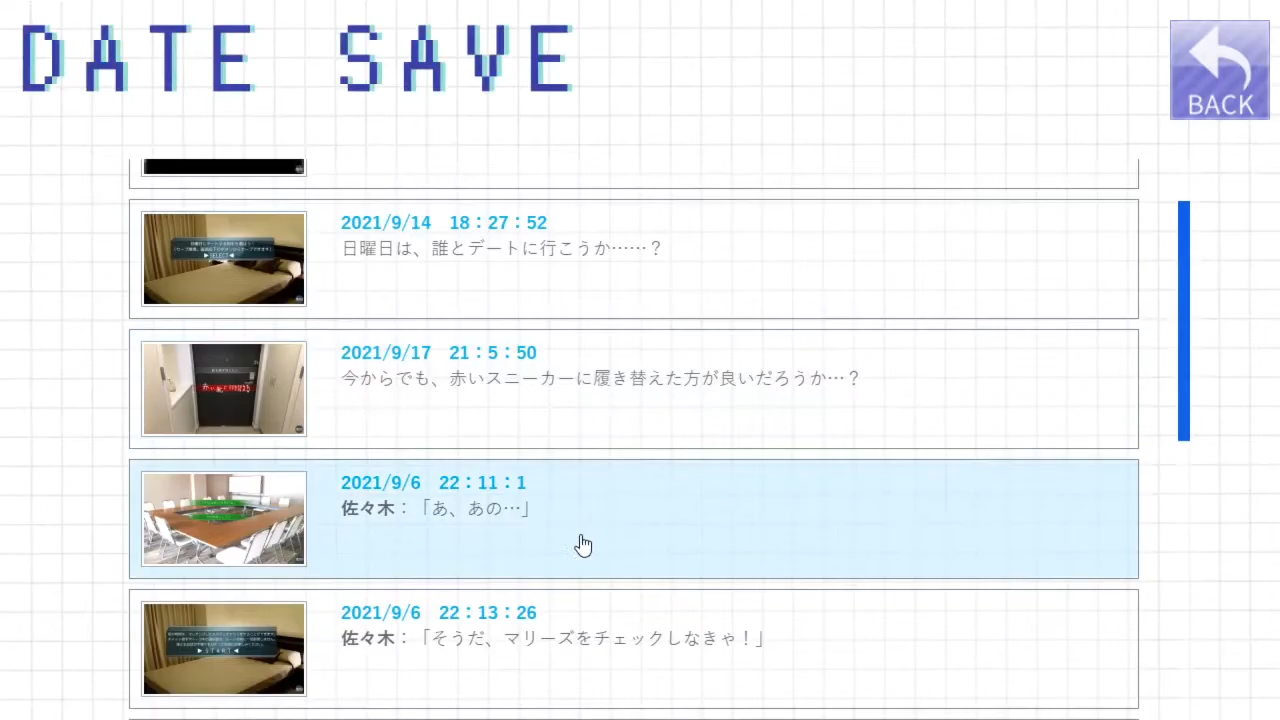 DATE SAVE
BACK
2021/9/14 18：27：52
日曜日は、誰とデートに行こうか……？
2021/9/17 21：5：50
今からでも、赤いスニーカーに履き替えた方が良いだろうか…？
2021/9/6 22：11：1
佐々木：「あ、あの…」
2021/9/6 22：13：26
佐々木：「そうだ、マリーズをチェックしなきゃ！」
▶SELECT◀
▶START◀